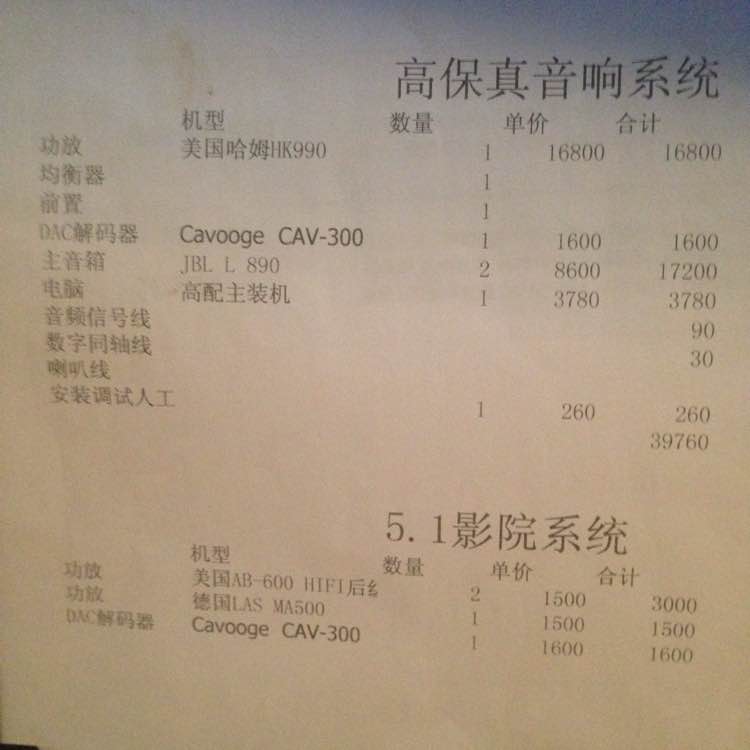 高保真音响系统
机型 数量 单价 合计
功放 美国哈姆HK990 1 16800 16800
均衡器 1
前置 1
DAC解码器 Cavooge CAV-300 1 1600 1600
主音箱 JBL L 890 2 8600 17200
电脑 高配主装机 1 3780 3780
音频信号线 90
数字同轴线 30
喇叭线
安装调试人工 1 260 260
39760
5.1影院系统
机型 数量 单价 合计
功放 美国AB-600 HIFI后 2 1500 3000
功放 德国LAS MA500 1 1500 1500
DAC解码器 Cavooge CAV-300 1 1600 1600